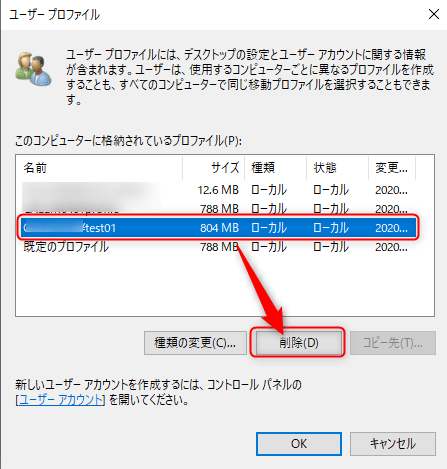 ユーザー プロファイル
ユーザー プロファイルには、デスクトップの設定とユーザー アカウントに関する情報
が含まれます。ユーザーは、使用するコンピューターごとに異なるプロファイルを作成
することも、すべてのコンピューターで同じ移動プロファイルを選択することもできま
す。
このコンピューターに格納されているプロファイル(P):
名前 サイズ 種類 状態 変更...
12.6 MB ローカル ローカル 2020...
788 MB ローカル ローカル 2020...
¥test01 804 MB ローカル ローカル 2020...
既定のプロファイル 788 MB ローカル ローカル 2020...
種類の変更(C)... 削除(D) コピー先(T)...
新しいユーザー アカウントを作成するには、コントロール パネルの
[ユーザー アカウント] を開いてください。
OK キャンセル